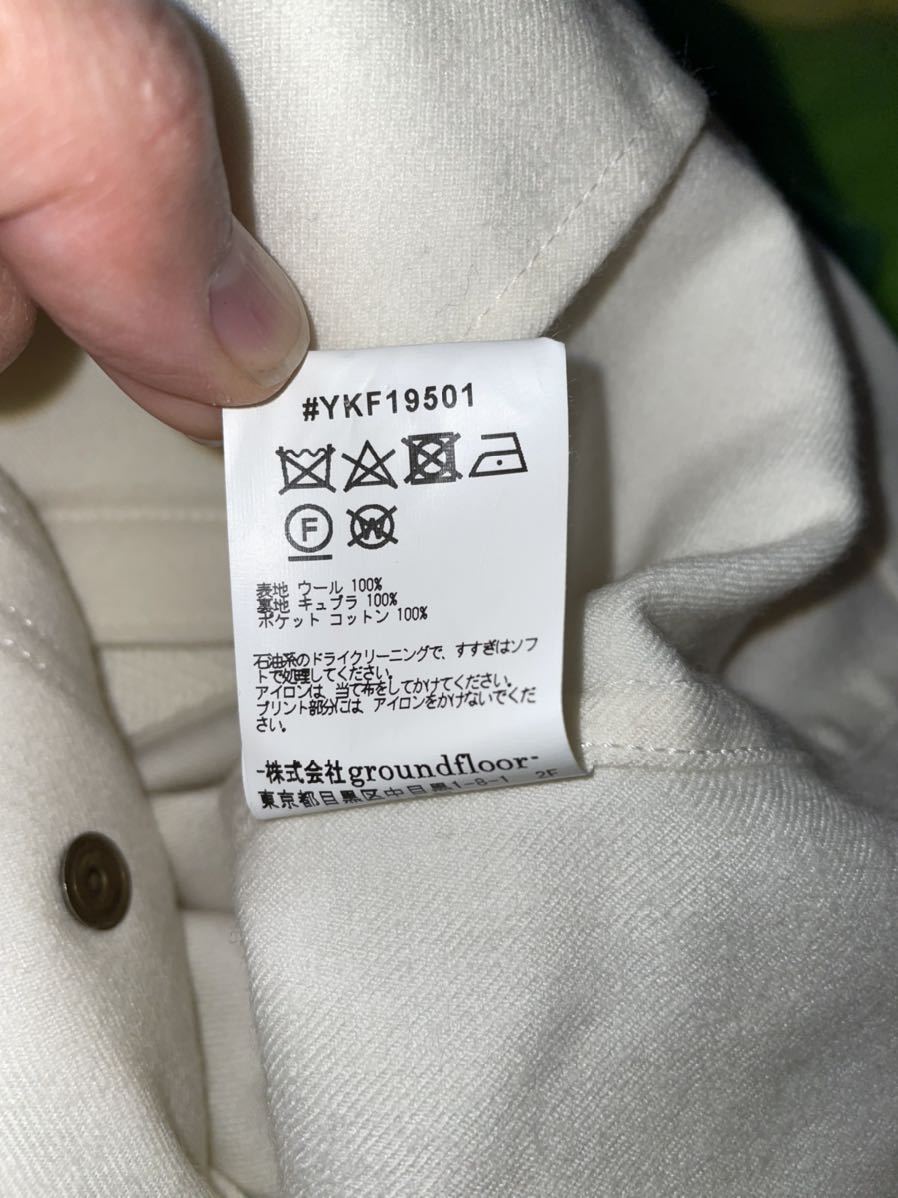 #YKF19501
F W
表地 ウール 100%
裏地 キュプラ 100%
ポケット コットン 100%
石油系のドライクリーニングで、すすぎはソフ
トで処理してください。
アイロンは、当て布をしてかけてください。
プリント部分には、アイロンをかけないでくだ
さい。
-株式会社groundfloor-
東京都目黒区中目黒1-8-1 2F